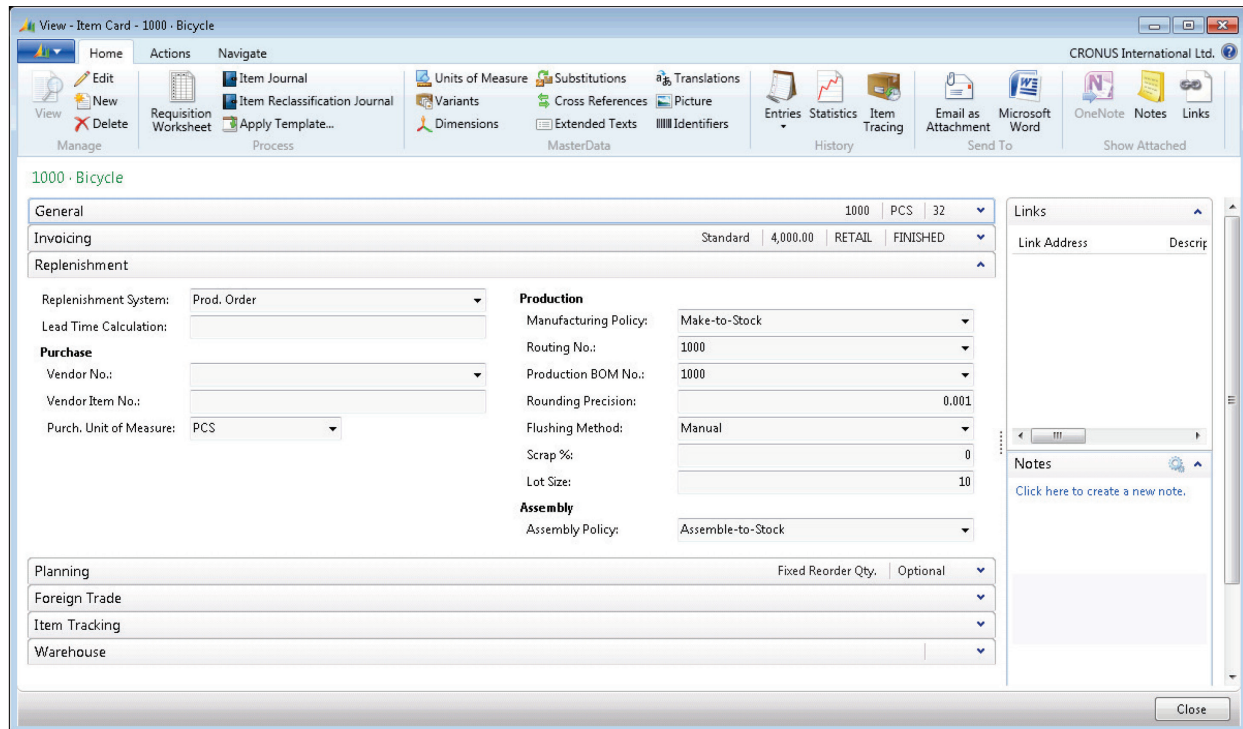 View - Item Card - 1000 · Bicycle
Home Actions Navigate CRONUS International Ltd.
View
Edit
New
Delete
Manage
Requisition Worksheet
Item Journal
Item Reclassification Journal
Apply Template...
Process
Units of Measure Substitutions Translations
Variants Cross References Picture
Dimensions Extended Texts Identifiers
MasterData
Entries Statistics Item Tracing
History
Email as Attachment Microsoft Word
Send To
OneNote Notes Links
Show Attached
1000 · Bicycle
General 1000 PCS 32
Invoicing Standard 4,000.00 RETAIL FINISHED
Replenishment
Replenishment System: Prod. Order
Lead Time Calculation:
Purchase
Vendor No.:
Vendor Item No.:
Purch. Unit of Measure: PCS
Production
Manufacturing Policy: Make-to-Stock
Routing No.: 1000
Production BOM No.: 1000
Rounding Precision: 0.001
Flushing Method: Manual
Scrap %: 0
Lot Size: 10
Assembly
Assembly Policy: Assemble-to-Stock
Planning Fixed Reorder Qty. Optional
Foreign Trade
Item Tracking
Warehouse
Links
Link Address Descrip
Notes
Click here to create a new note.
Close